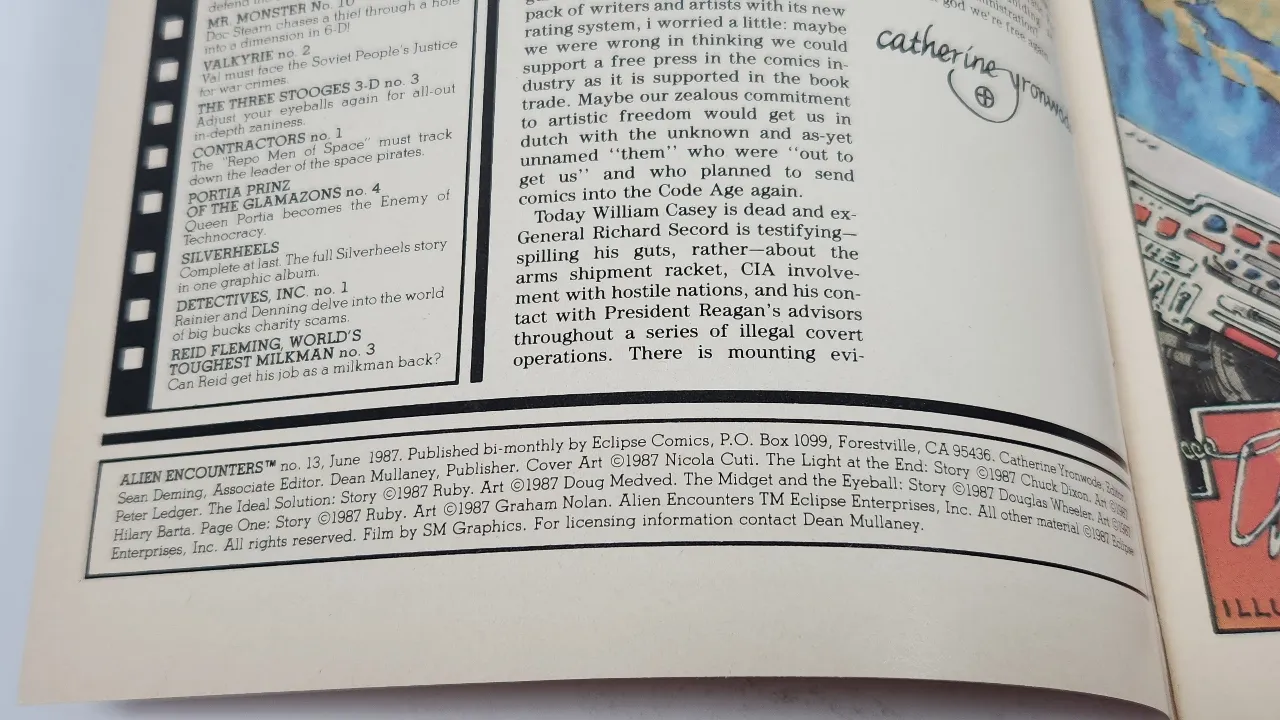 MR. MONSTER No. 10
Doc Stearn chases a thief through a hole
into a dimension in 6-D!
VALKYRIE no. 2
Val must face the Soviet People's Justice
for war crimes.
THE THREE STOOGES 3-D no. 3
Adjust your eyeballs again for all-out
in-depth zaniness.
CONTRACTORS no. 1
The "Repo Men of Space" must track
down the leader of the space pirates.
PORTIA PRINZ
OF THE GLAMAZONS no. 4
Queen Portia becomes the Enemy of
Technocracy.
SILVERHEELS
Complete at last. The full Silverheels story
in one graphic album.
DETECTIVES, INC. no. 1
Rainier and Denning delve into the world
of big bucks charity scams.
REID FLEMING, WORLD'S
TOUGHEST MILKMAN no. 3
Can Reid get his job as a milkman back?
pack of writers and artists with its new
rating system, i worried a little: maybe
we were wrong in thinking we could
support a free press in the comics in-
dustry as it is supported in the book
trade. Maybe our zealous commitment
to artistic freedom would get us in
dutch with the unknown and as-yet
unnamed "them" who were "out to
get us" and who planned to send
comics into the Code Age again.
Today William Casey is dead and ex-
General Richard Secord is testifying—
spilling his guts, rather—about the
arms shipment racket, CIA involve-
ment with hostile nations, and his con-
tact with President Reagan's advisors
throughout a series of illegal covert
operations. There is mounting evi-
god we're free again.
catherine yronwode
ALIEN ENCOUNTERS™ no. 13, June 1987. Published bi-monthly by Eclipse Comics, P.O. Box 1099, Forestville, CA 95436. Catherine Yronwode, Editor.
Sean Deming, Associate Editor. Dean Mullaney, Publisher. Cover Art ©1987 Nicola Cuti. The Light at the End: Story ©1987 Chuck Dixon. Art ©1987
Peter Ledger. The Ideal Solution: Story ©1987 Ruby. Art ©1987 Doug Medved. The Midget and the Eyeball: Story ©1987 Douglas Wheeler. Art ©1987
Hilary Barta. Page One: Story ©1987 Ruby. Art ©1987 Graham Nolan. Alien Encounters TM Eclipse Enterprises, Inc. All other material ©1987 Eclipse
Enterprises, Inc. All rights reserved. Film by SM Graphics. For licensing information contact Dean Mullaney.